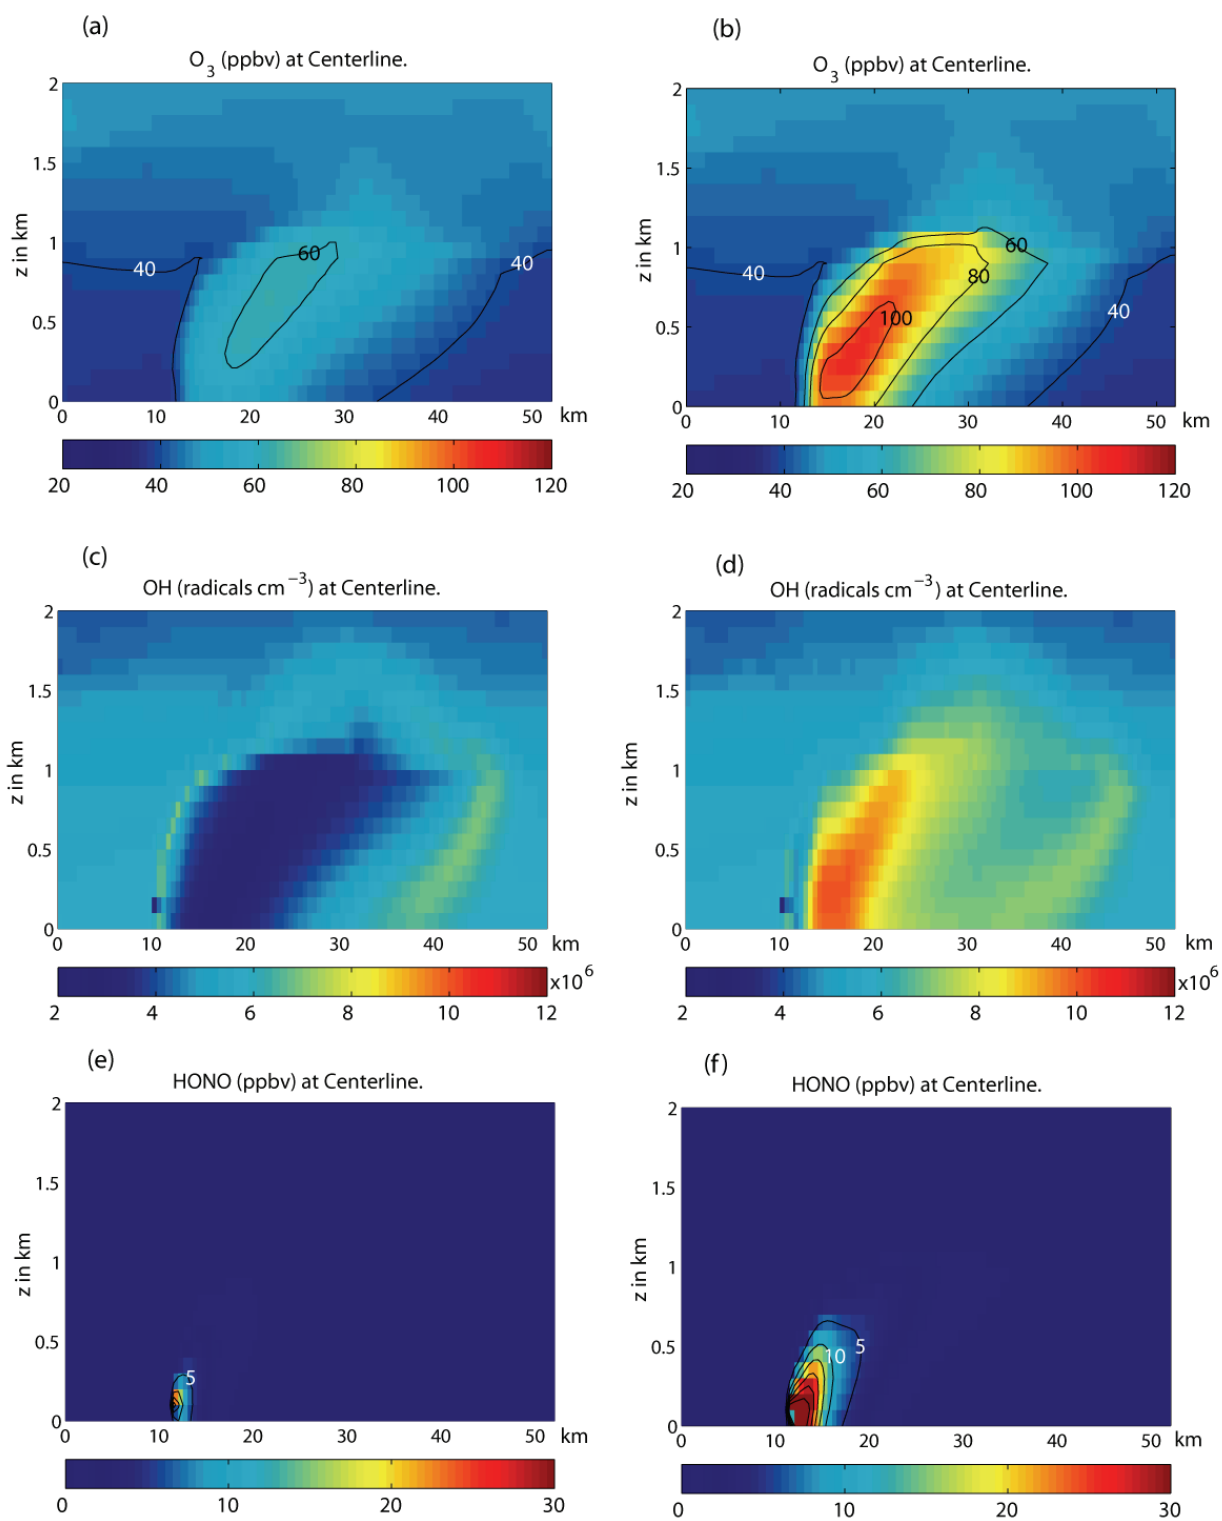 (a)
O3 (ppbv) at Centerline.
2
1.5
1
0.5
0
z in km
60
40
40
0 10 20 30 40 50 km
20 40 60 80 100 120
(b)
O3 (ppbv) at Centerline.
2
1.5
1
0.5
0
z in km
60
40
80
100
40
0 10 20 30 40 50 km
20 40 60 80 100 120
(c)
OH (radicals cm−3) at Centerline.
2
1.5
1
0.5
0
z in km
0 10 20 30 40 50 km
x10^6
2 4 6 8 10 12
(d)
OH (radicals cm−3) at Centerline.
2
1.5
1
0.5
0
z in km
0 10 20 30 40 50 km
x10^6
2 4 6 8 10 12
(e)
HONO (ppbv) at Centerline.
2
1.5
1
0.5
0
z in km
5
0 10 20 30 40 50 km
0 10 20 30
(f)
HONO (ppbv) at Centerline.
2
1.5
1
0.5
0
z in km
10 5
0 10 20 30 40 50 km
0 10 20 30